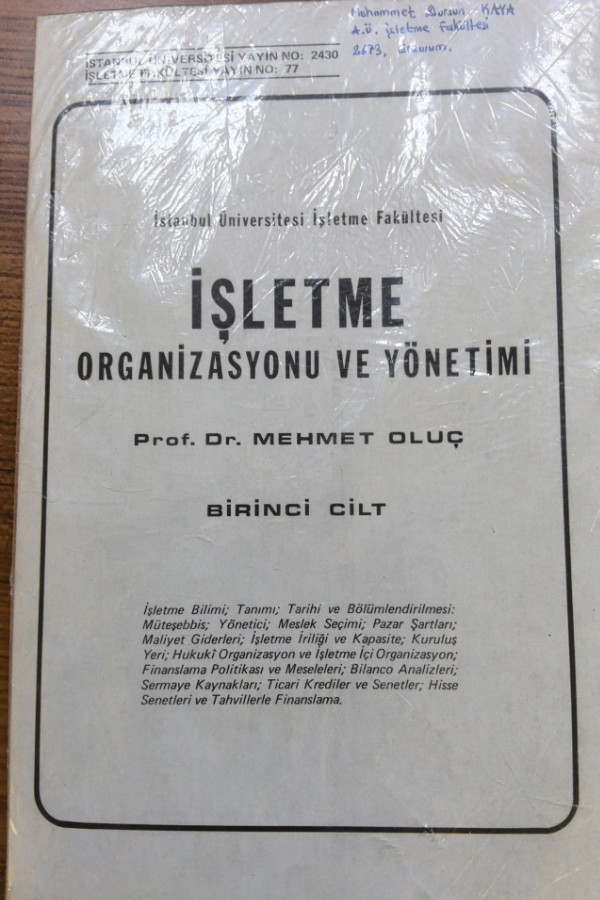 Muhammet Dursun KAYA
A.Ü. işletme Fakültesi
2673, Erzurum.
İSTANBUL ÜNİVERSİTESİ YAYIN NO: 2430
İŞLETME FAKÜLTESİ YAYIN NO: 77
İstanbul Üniversitesi İşletme Fakültesi
İŞLETME
ORGANİZASYONU VE YÖNETİMİ
Prof. Dr. MEHMET OLUÇ
BİRİNCİ CİLT
İşletme Bilimi; Tanımı; Tarihi ve Bölümlendirilmesi:
Müteşebbis; Yönetici; Meslek Seçimi; Pazar Şartları;
Maliyet Giderleri; İşletme İriliği ve Kapasite; Kuruluş
Yeri; Hukukî Organizasyon ve İşletme İçi Organizasyon;
Finanslama Politikası ve Meseleleri; Bilanco Analizleri;
Sermaye Kaynakları; Ticari Krediler ve Senetler; Hisse
Senetleri ve Tahvillerle Finanslama.